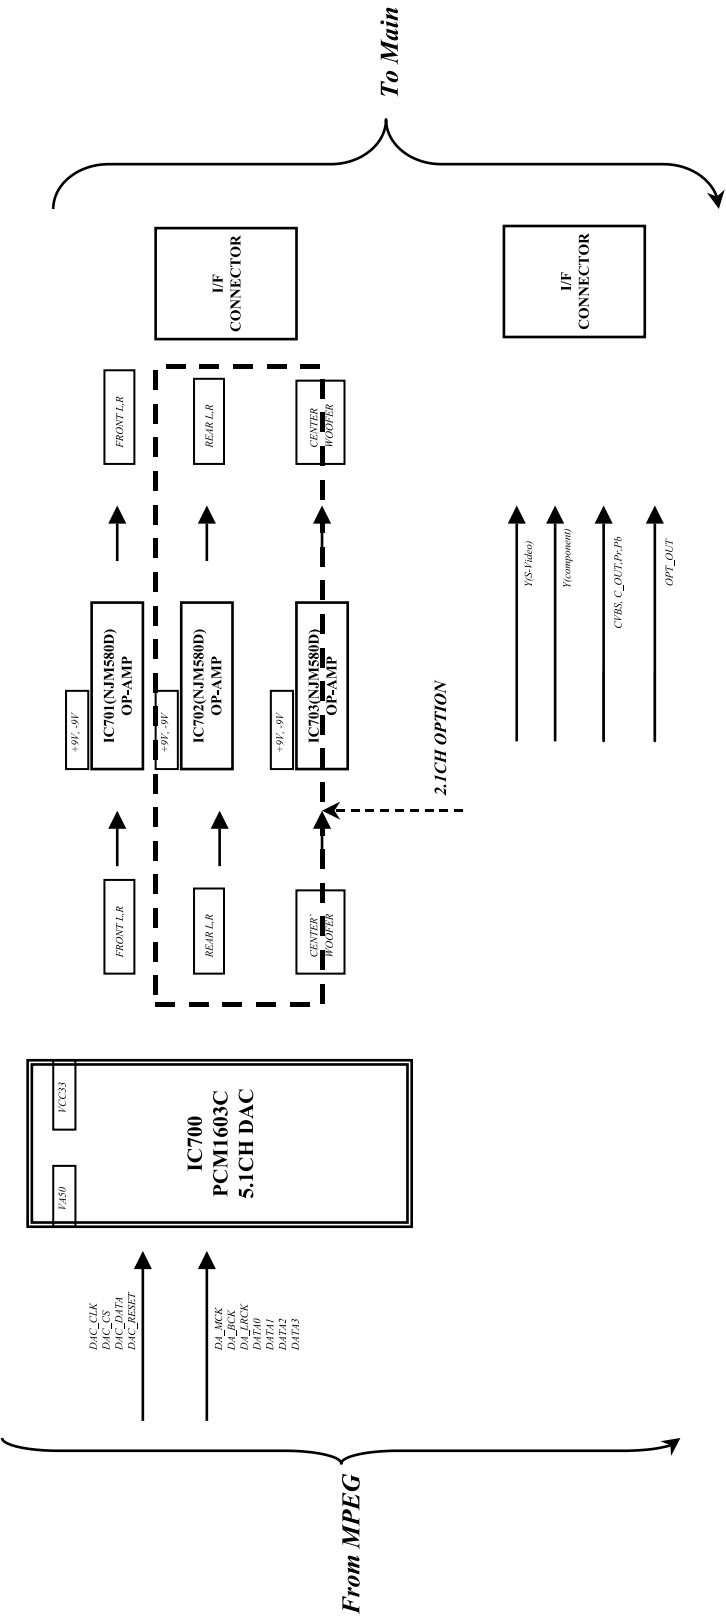 From MPEG
DAC_CLK
DAC_CS
DAC_DATA
DAC_RESET
DA_MCK
DA_BCK
DA_LRCK
DATA0
DATA1
DATA2
DATA3
VA50
VCC33
IC700
PCM1603C
5.1CH DAC
FRONT L,R
REAR L,R
CENTER`
WOOFER
+9V, -9V
IC701(NJM580D)
OP-AMP
+9V, -9V
IC702(NJM580D)
OP-AMP
+9V, -9V
IC703(NJM580D)
OP-AMP
2.1CH OPTION
FRONT L,R
REAR L,R
CENTER
WOOFER
Y(S-Video)
Y(component)
CVBS, C_OUT,Pr,Pb
OPT_OUT
I/F
CONNECTOR
I/F
CONNECTOR
To Main